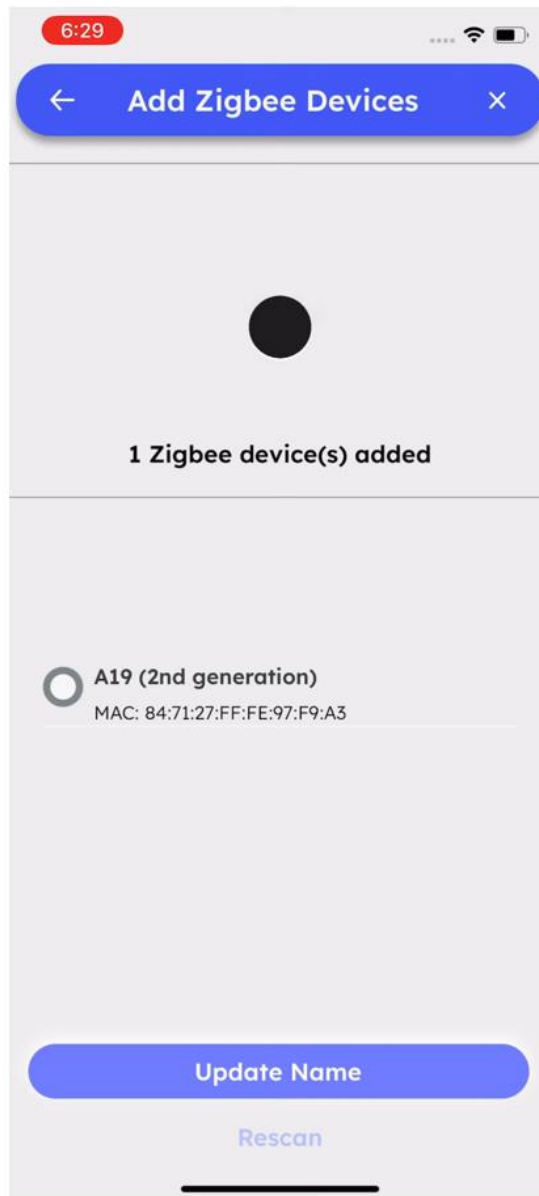 6:29
Add Zigbee Devices
1 Zigbee device(s) added
A19 (2nd generation)
MAC: 84:71:27:FF:FE:97:F9:A3
Update Name
Rescan